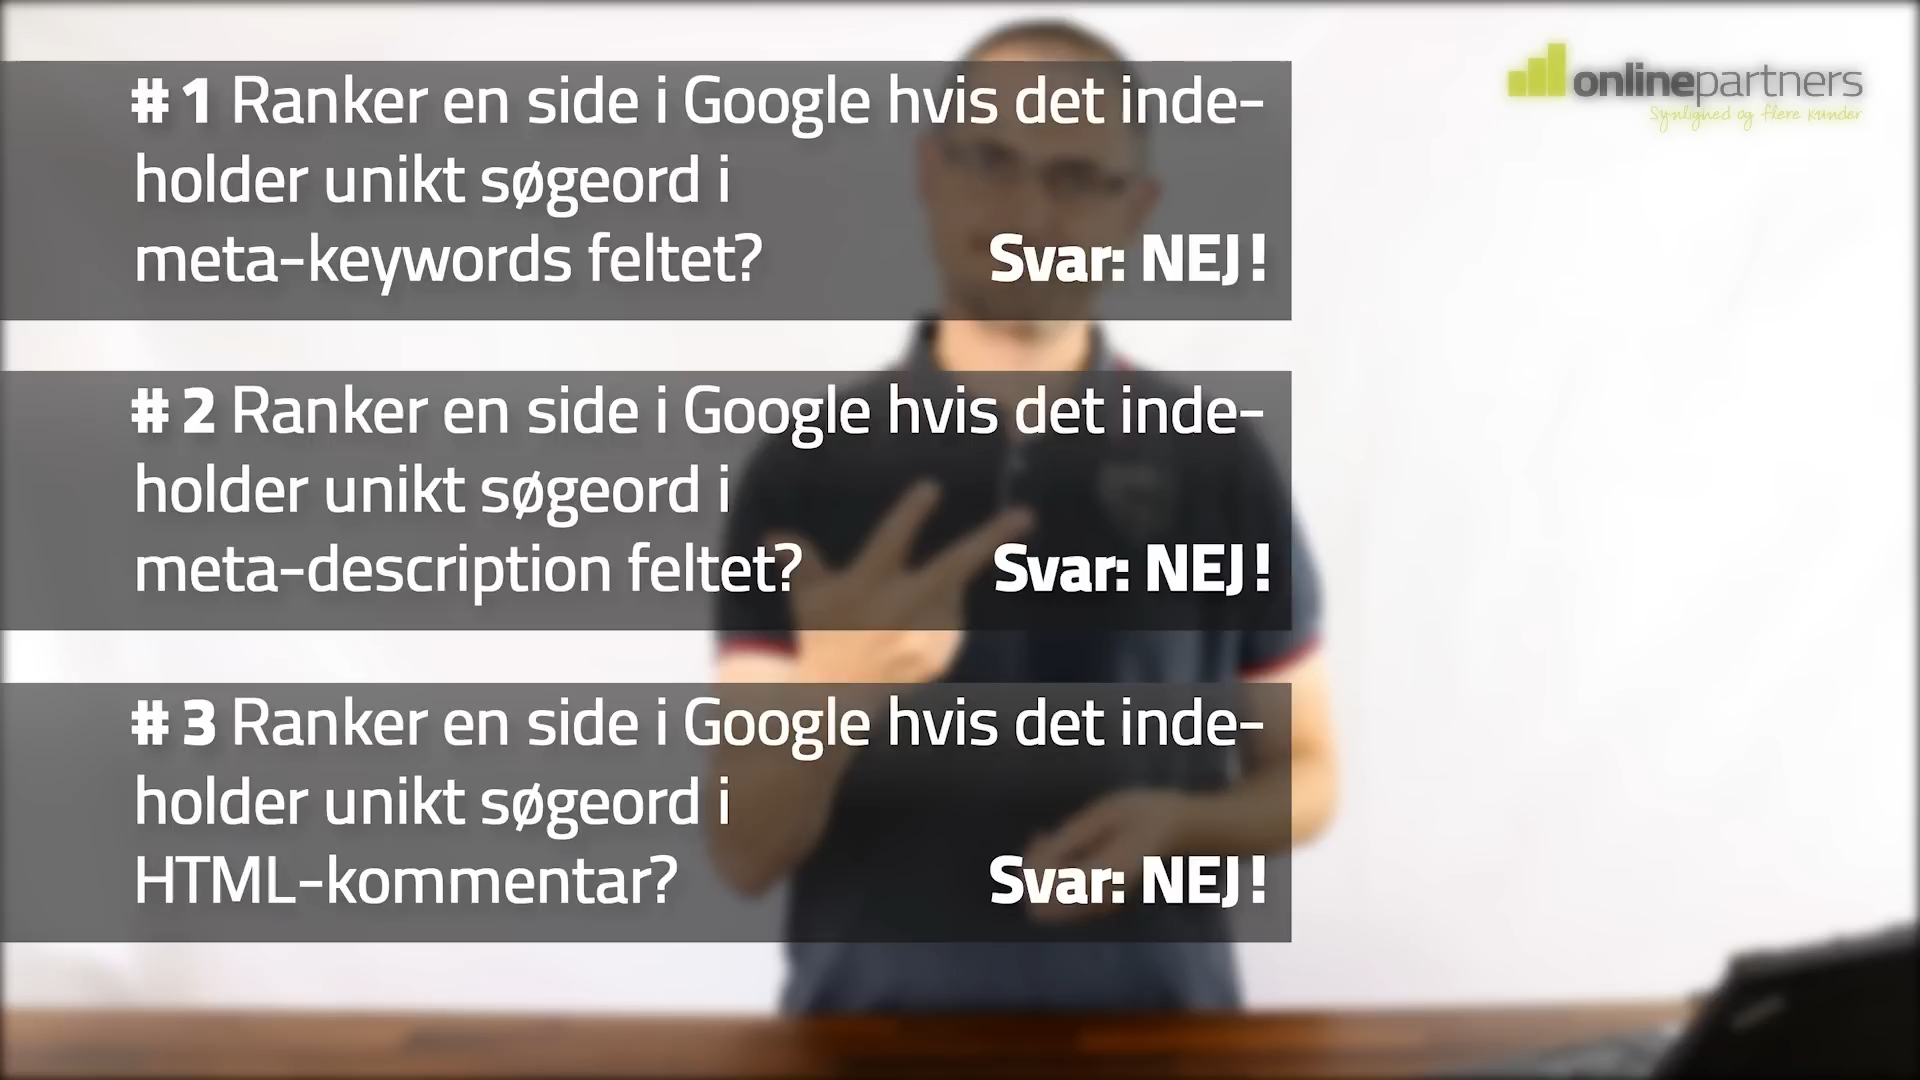 #1 Ranker en side i Google hvis det inde-
holder unikt søgeord i
meta-keywords feltet? Svar: NEJ!
#2 Ranker en side i Google hvis det inde-
holder unikt søgeord i
meta-description feltet? Svar: NEJ!
#3 Ranker en side i Google hvis det inde-
holder unikt søgeord i
HTML-kommentar? Svar: NEJ!
onlinepartners
Synlighed og flere kunder